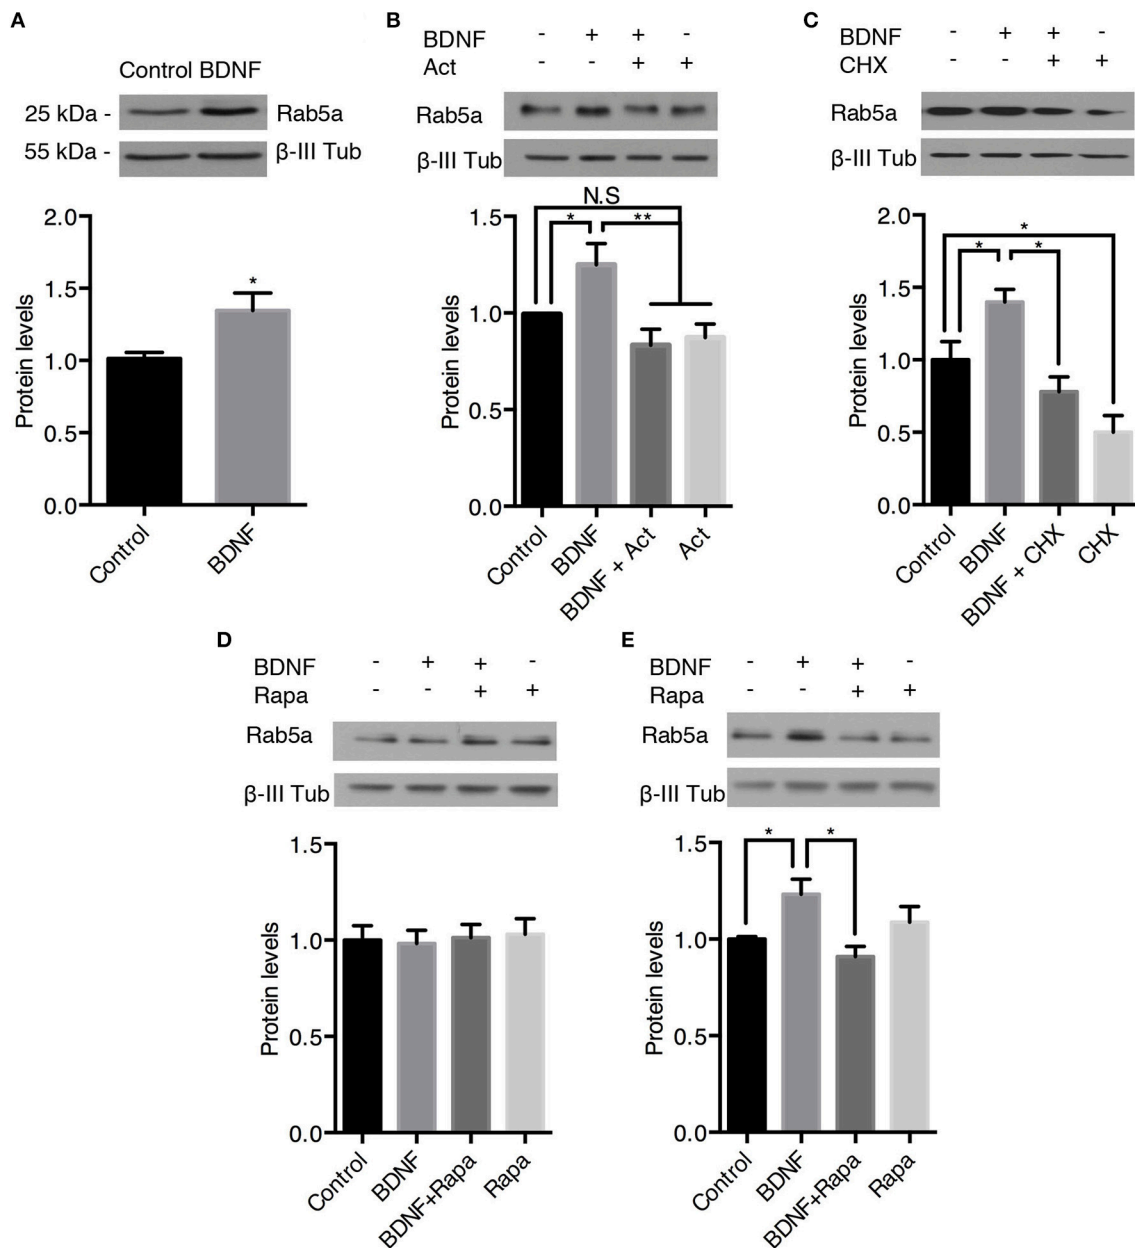 A
Control BDNF
25 kDa - Rab5a
55 kDa - β-III Tub
Protein levels
2.0
1.5
1.0
0.5
0.0
*
Control
BDNF
B
BDNF - + + -
Act - - + +
Rab5a
β-III Tub
N.S
* **
Protein levels
1.5
1.0
0.5
0.0
Control
BDNF
BDNF + Act
Act
C
BDNF - + + -
CHX - - + +
Rab5a
β-III Tub
*
* *
Protein levels
2.0
1.5
1.0
0.5
0.0
Control
BDNF
BDNF + CHX
CHX
D
BDNF - + + -
Rapa - - + +
Rab5a
β-III Tub
Protein levels
1.5
1.0
0.5
0.0
Control
BDNF
BDNF+Rapa
Rapa
E
BDNF - + + -
Rapa - - + +
Rab5a
β-III Tub
* *
Protein levels
1.5
1.0
0.5
0.0
Control
BDNF
BDNF+Rapa
Rapa